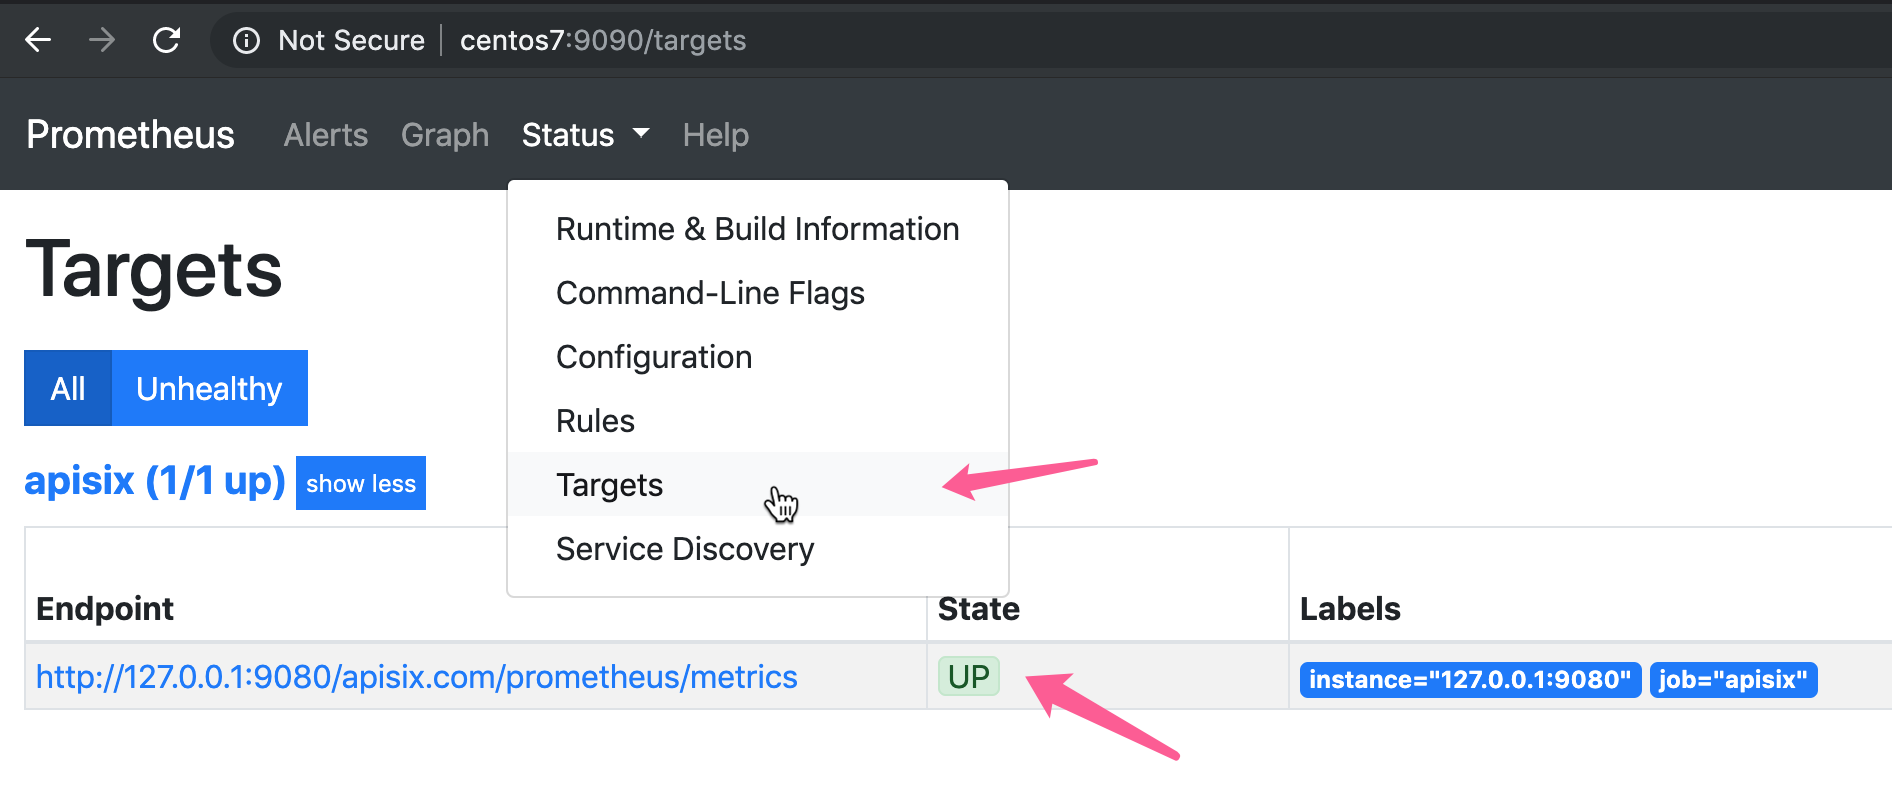 Not Secure | centos7:9090/targets
Prometheus Alerts Graph Status Help
Targets
Runtime & Build Information
Command-Line Flags
Configuration
Rules
Targets
Service Discovery
All Unhealthy
apisix (1/1 up) show less
Endpoint State Labels
http://127.0.0.1:9080/apisix.com/prometheus/metrics UP instance="127.0.0.1:9080" job="apisix"